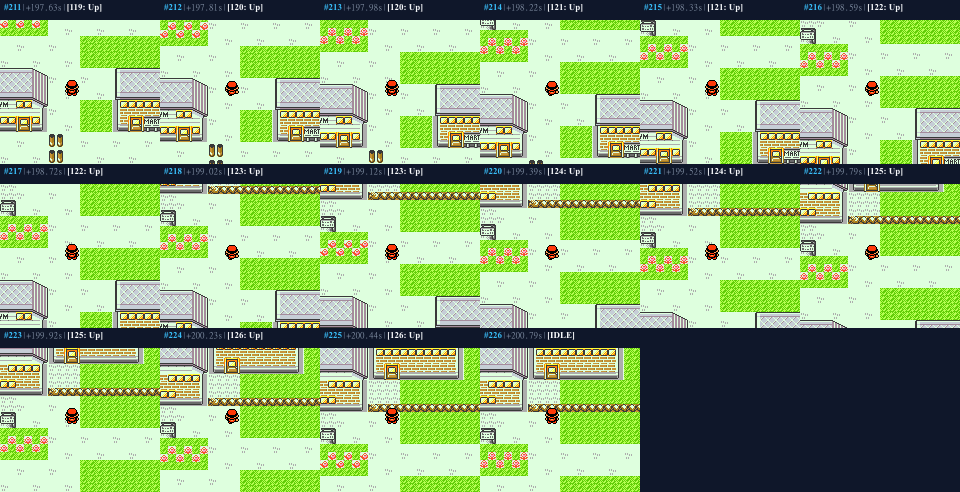 #211|+197.63s|[119: Up] #212|+197.81s|[120: Up] #213|+197.98s|[120: Up] #214|+198.22s|[121: Up] #215|+198.33s|[121: Up] #216|+198.59s|[122: Up]
MART MART MART MART
#217|+198.72s|[122: Up] #218|+199.02s|[123: Up] #219|+199.12s|[123: Up] #220|+199.39s|[124: Up] #221|+199.52s|[124: Up] #222|+199.79s|[125: Up]
#223|+199.92s|[125: Up] #224|+200.23s|[126: Up] #225|+200.44s|[126: Up] #226|+200.79s|[IDLE]